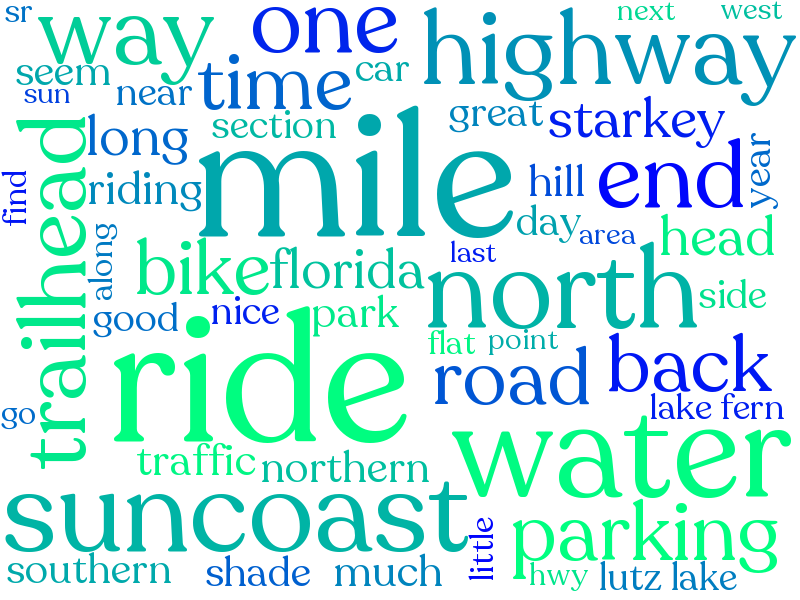 sr
way
one
highway
next
west
seem
sun
near
time
car
long
section
great
starkey
mile
trailhead
riding
hill
end
year
find
day
area
head
along
bike
florida
last
north
side
good
nice
park
flat
point
ride
road
back
go
lake fern
traffic
northern
water
suncoast
little
parking
southern
shade
much
hwy
lutz lake